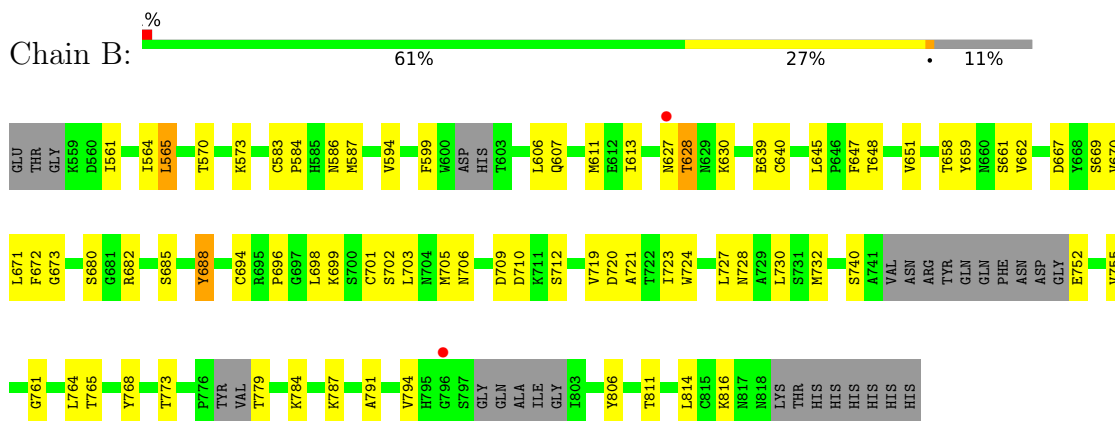 %
Chain B:
61% 27% • 11%
GLU THR GLY K559 D560 I561 I564 L565 T570 K573 C583 P584 H585 N586 M587 V594 F599 W600 ASP HIS T603 L606 Q607 M611 E612 I613 N627 T628 N629 K630 E639 C640 L645 P646 F647 T648 V651 T658 Y659 N660 S661 V662 D667 Y668 S669 V670
L671 F672 G673 S680 G681 R682 S685 Y688 C694 R695 P696 G697 L698 K699 S700 C701 S702 L703 N704 M705 N706 D709 D710 K711 S712 V719 D720 A721 T722 I723 W724 L727 N728 A729 L730 S731 M732 S740 A741 VAL ASN ARG TYR GLN GLN PHE ASN ASP GLY E752 V755
G761 L764 T765 Y768 T773 P776 TYR VAL T779 K784 K787 A791 V794 H795 G796 S797 GLY GLN ALA ILE GLY I803 Y806 T811 L814 C815 K816 N817 N818 LYS THR HIS HIS HIS HIS HIS HIS